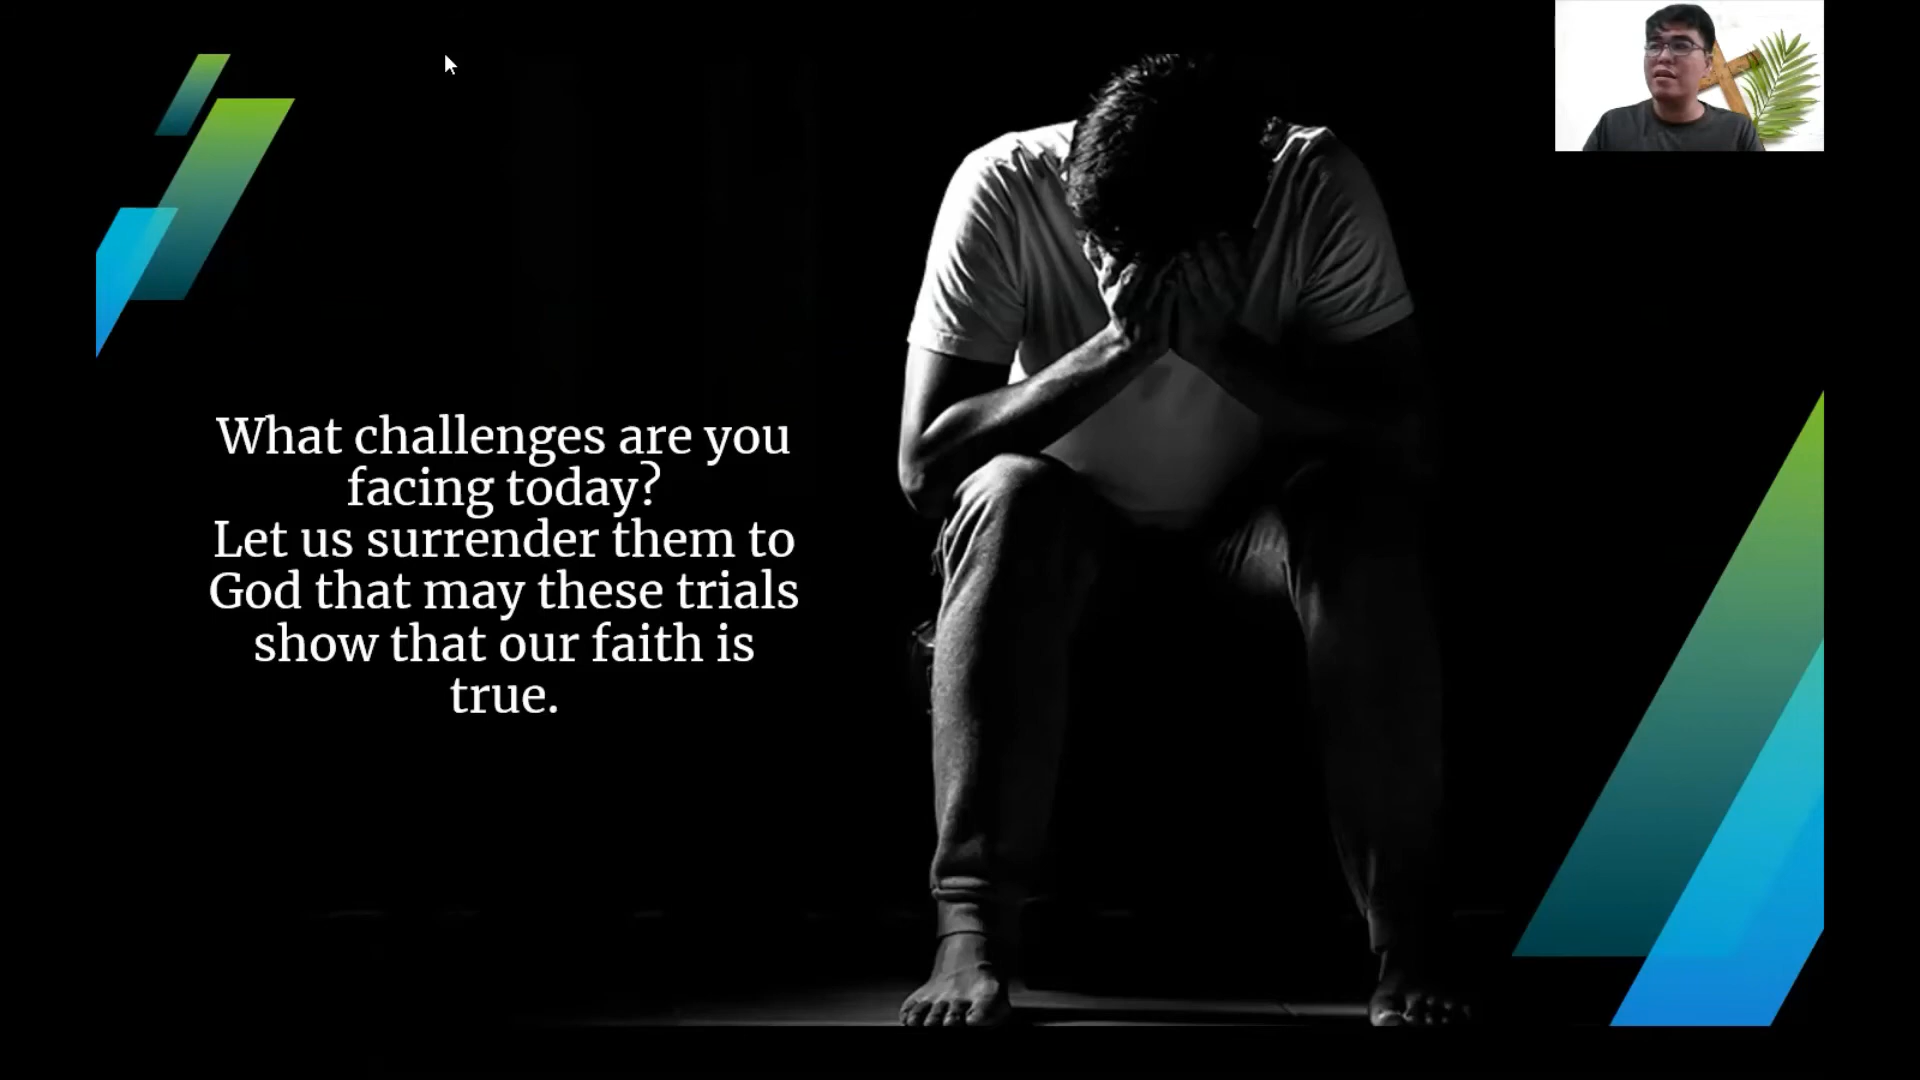 What challenges are you
facing today?
Let us surrender them to
God that may these trials
show that our faith is
true.